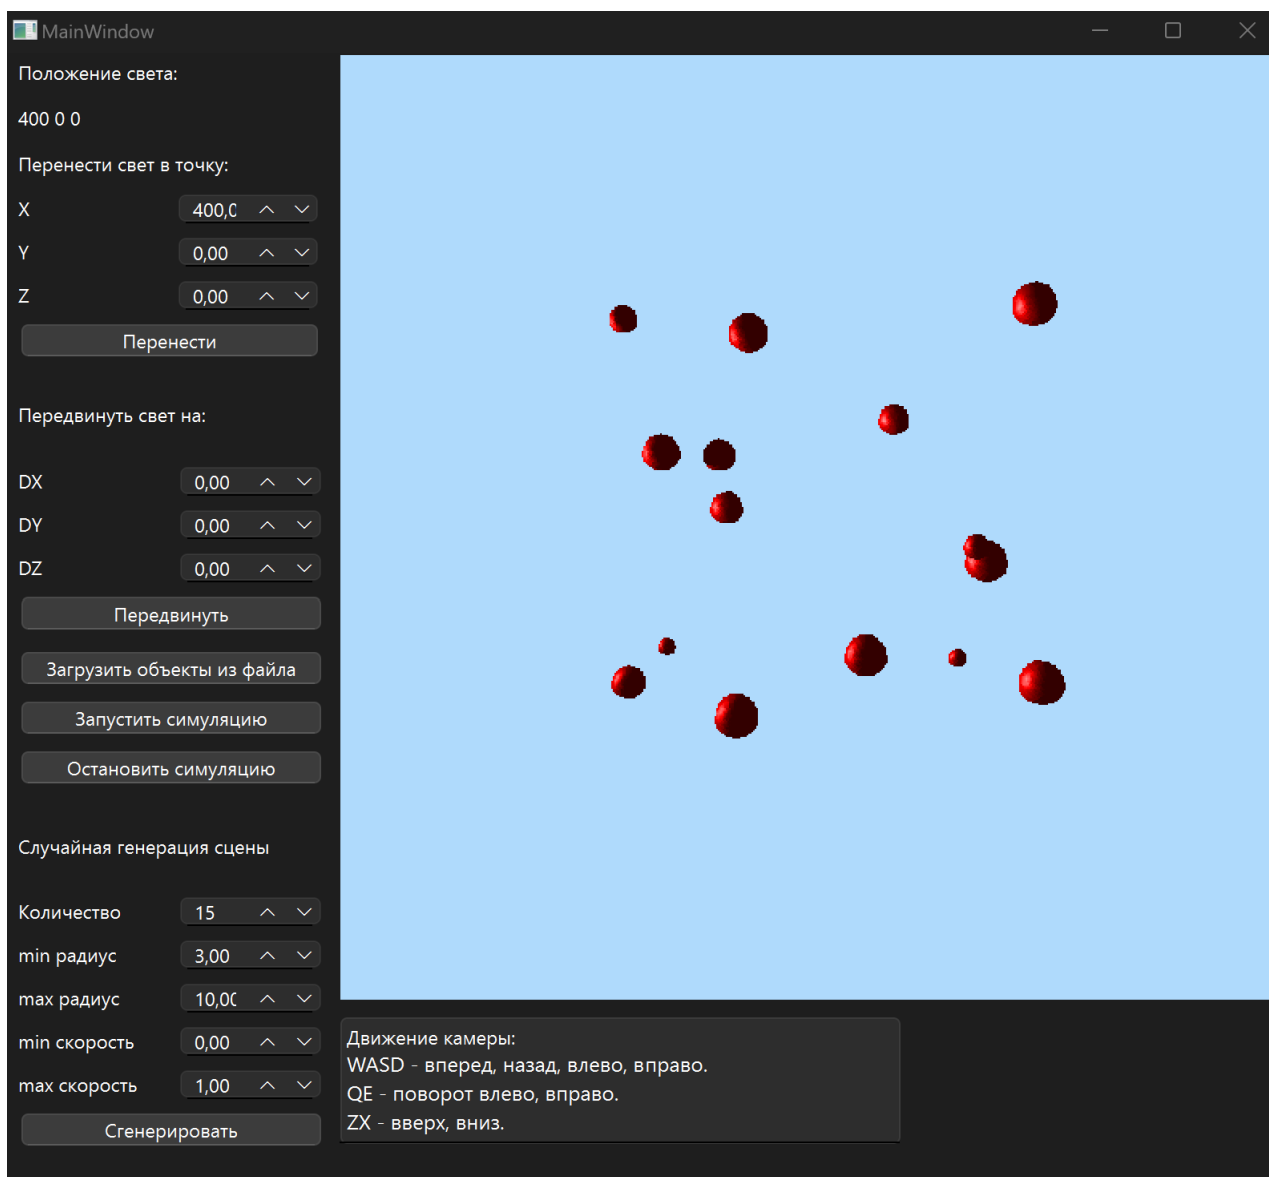 MainWindow
Положение света:
400 0 0
Перенести свет в точку:
X 400,0
Y 0,00
Z 0,00
Перенести
Передвинуть свет на:
DX 0,00
DY 0,00
DZ 0,00
Передвинуть
Загрузить объекты из файла
Запустить симуляцию
Остановить симуляцию
Случайная генерация сцены
Количество 15
min радиус 3,00
max радиус 10,00
min скорость 0,00
max скорость 1,00
Сгенерировать
Движение камеры:
WASD - вперед, назад, влево, вправо.
QE - поворот влево, вправо.
ZX - вверх, вниз.